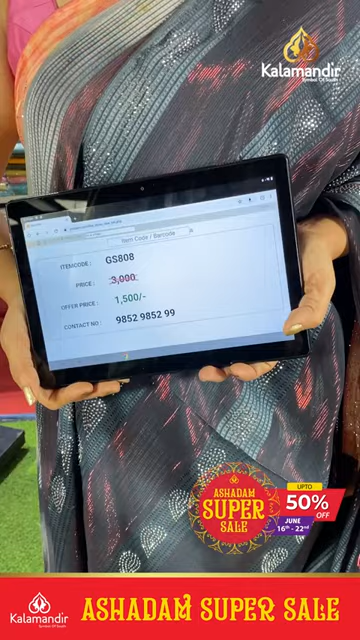 Kalamandir
Symbol Of South
Item Code / Barcode
ITEMCODE : GS808
PRICE : 3,000
OFFER PRICE : 1,500/-
CONTACT NO : 9852 9852 99
ASHADAM
SUPER
SALE
UPTO
50% OFF
JUNE
16th - 22nd
Kalamandir
Symbol Of South
ASHADAM SUPER SALE